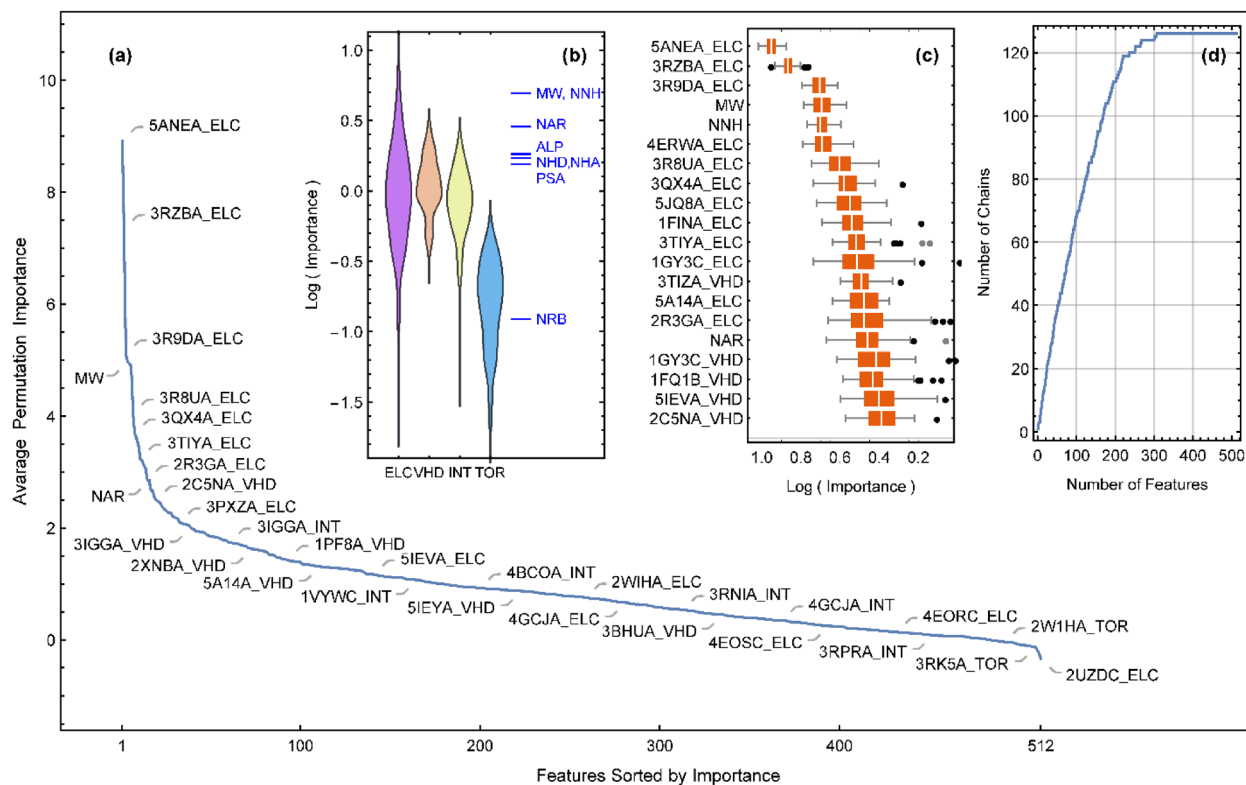 (a)
Avarage Permutation Importance
10
8
6
4
2
0
5ANEA_ELC
3RZBA_ELC
3R9DA_ELC
MW
3R8UA_ELC
3QX4A_ELC
3TIYA_ELC
2R3GA_ELC
NAR
2C5NA_VHD
3PXZA_ELC
3IGGA_VHD
3IGGA_INT
2XNBA_VHD
1PF8A_VHD
5A14A_VHD
5IEVA_ELC
1VYWC_INT
4BCOA_INT
5IEYA_VHD
2WIHA_ELC
4GCJA_ELC
3RNIA_INT
3BHUA_VHD
4GCJA_INT
4EOSC_ELC
4EORC_ELC
3RPRA_INT
2W1HA_TOR
3RK5A_TOR
2UZDC_ELC
1
100
200
300
400
512
Features Sorted by Importance
(b)
Log ( Importance )
1.0
0.5
0.0
-0.5
-1.0
-1.5
MW, NNH
NAR
ALP
NHD,NHA
PSA
NRB
ELC VHD INT TOR
(c)
5ANEA_ELC
3RZBA_ELC
3R9DA_ELC
MW
NNH
4ERWA_ELC
3R8UA_ELC
3QX4A_ELC
5JQ8A_ELC
1FINA_ELC
3TIYA_ELC
1GY3C_ELC
3TIZA_VHD
5A14A_ELC
2R3GA_ELC
NAR
1GY3C_VHD
1FQ1B_VHD
5IEVA_VHD
2C5NA_VHD
1.0 0.8 0.6 0.4 0.2
Log ( Importance )
(d)
Number of Chains
120
100
80
60
40
20
0
0 100 200 300 400 500
Number of Features